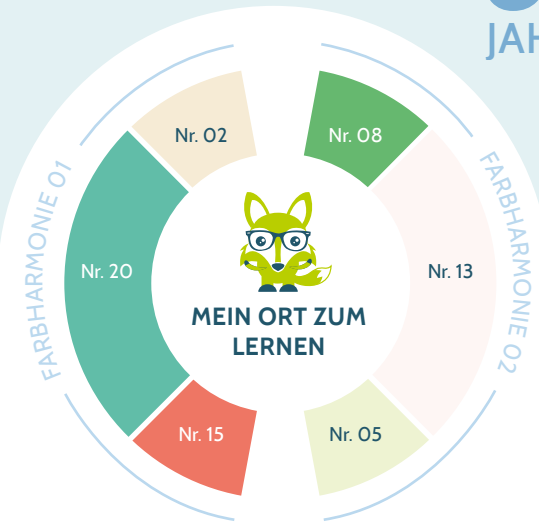 JAH
FARBHARMONIE 01
Nr. 02
Nr. 20
Nr. 15
MEIN ORT ZUM
LERNEN
Nr. 08
Nr. 13
Nr. 05
FARBHARMONIE 02